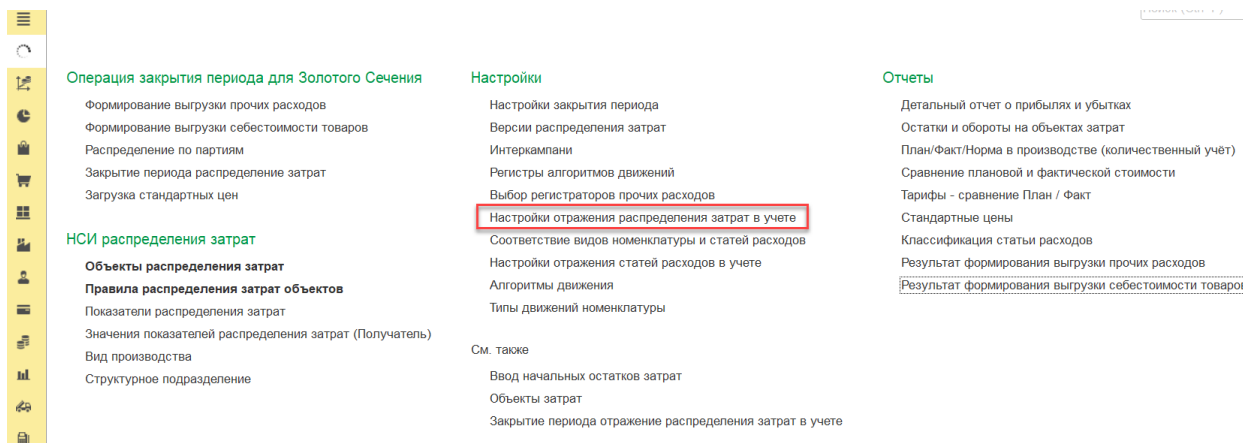 Операция закрытия периода для Золотого Сечения
Формирование выгрузки прочих расходов
Формирование выгрузки себестоимости товаров
Распределение по партиям
Закрытие периода распределение затрат
Загрузка стандартных цен
НСИ распределения затрат
Объекты распределения затрат
Правила распределения затрат объектов
Показатели распределения затрат
Значения показателей распределения затрат (Получатель)
Вид производства
Структурное подразделение
Настройки
Настройки закрытия периода
Версии распределения затрат
Интеркампани
Регистры алгоритмов движений
Выбор регистраторов прочих расходов
Настройки отражения распределения затрат в учете
Соответствие видов номенклатуры и статей расходов
Настройки отражения статей расходов в учете
Алгоритмы движения
Типы движений номенклатуры
См. также
Ввод начальных остатков затрат
Объекты затрат
Закрытие периода отражение распределения затрат в учете
Отчеты
Детальный отчет о прибылях и убытках
Остатки и обороты на объектах затрат
План/Факт/Норма в производстве (количественный учёт)
Сравнение плановой и фактической стоимости
Тарифы - сравнение План / Факт
Стандартные цены
Классификация статьи расходов
Результат формирования выгрузки прочих расходов
Результат формирования выгрузки себестоимости товаров